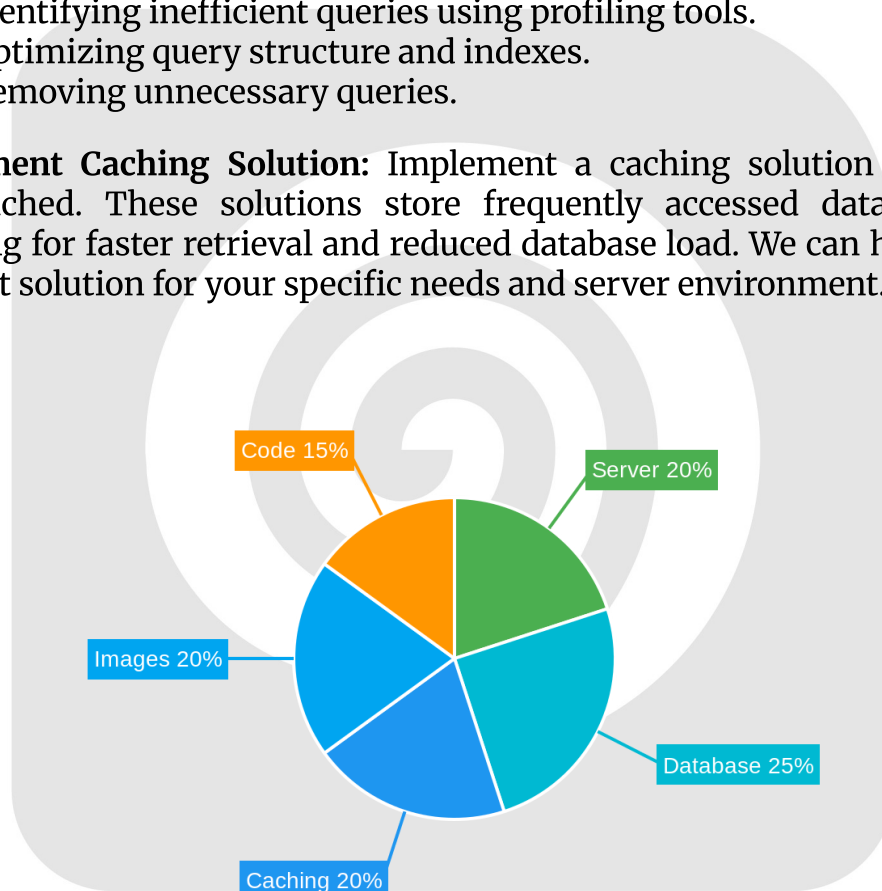 entifying inefficient queries using profiling tools.
ptimizing query structure and indexes.
emoving unnecessary queries.
nent Caching Solution: Implement a caching solution
ched. These solutions store frequently accessed data
g for faster retrieval and reduced database load. We can h
t solution for your specific needs and server environment.
Code 15%
Server 20%
Images 20%
Database 25%
Caching 20%